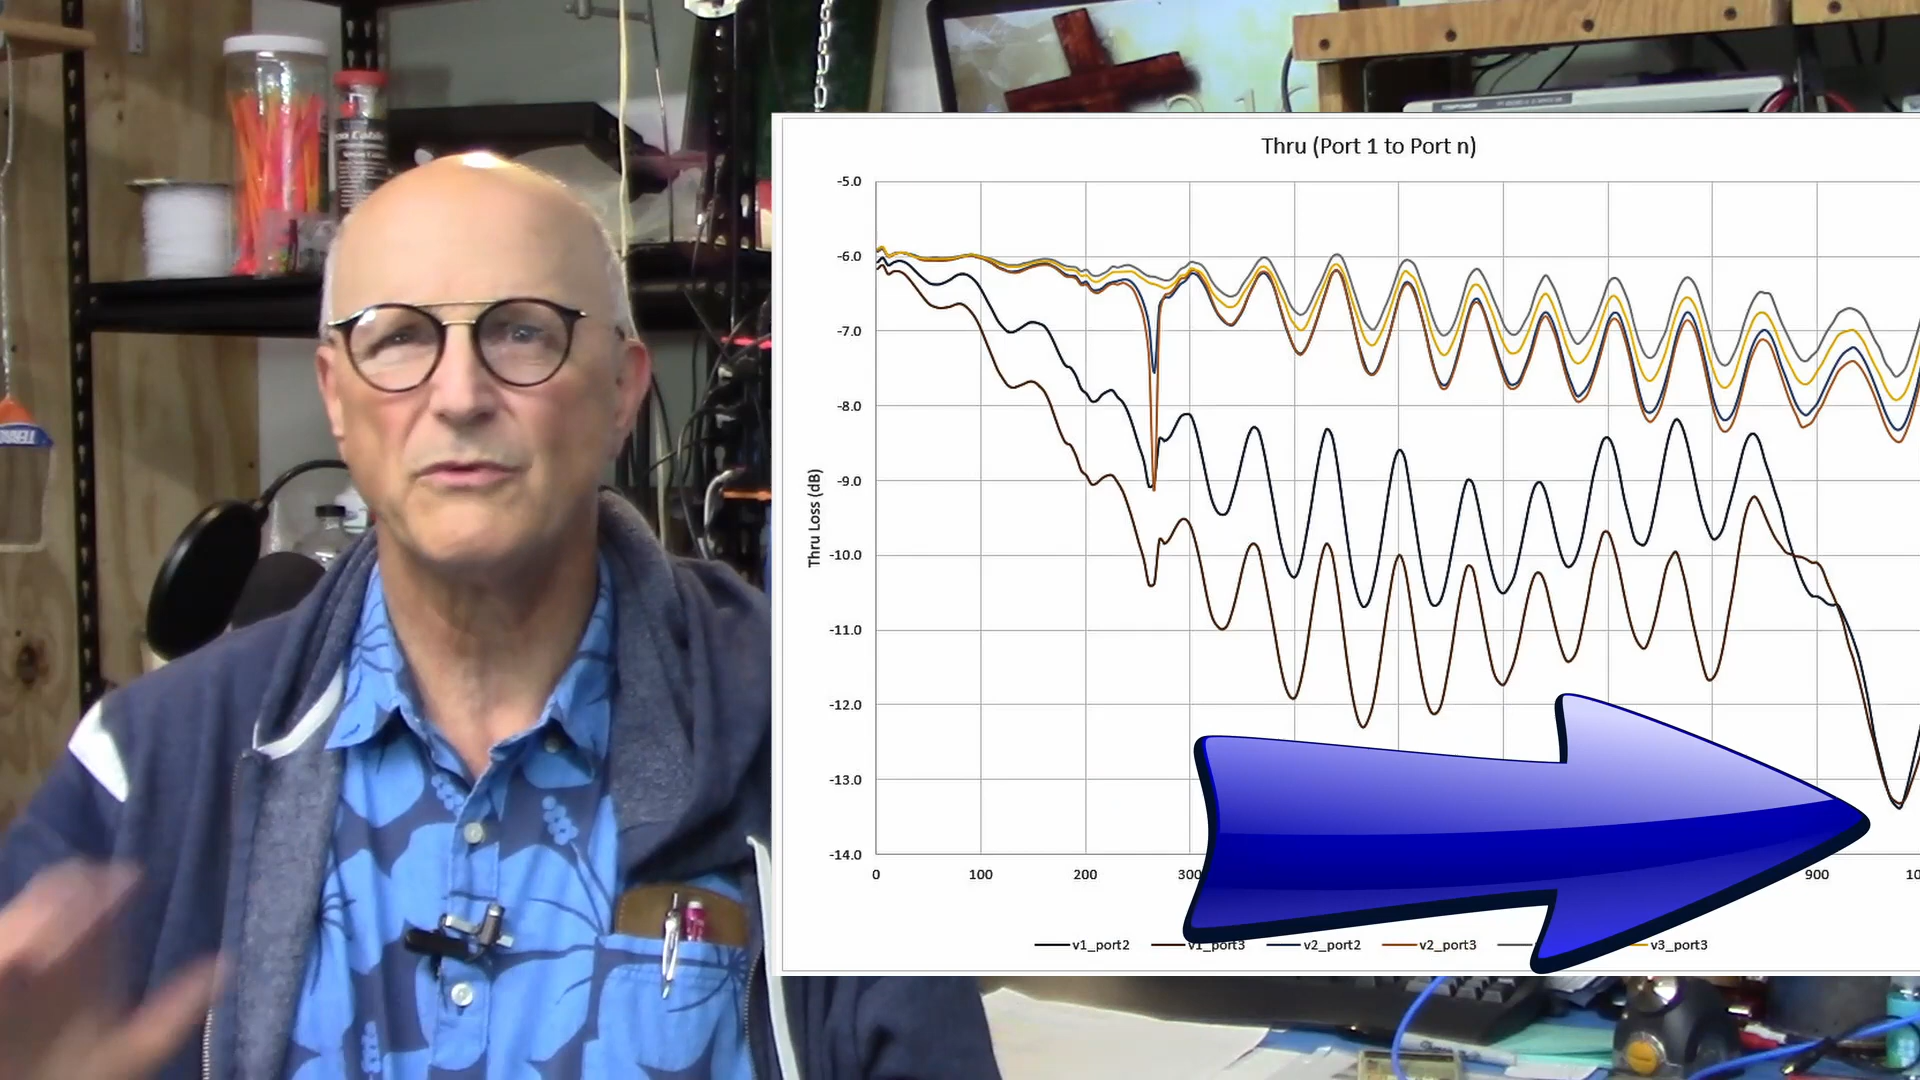 Thru (Port 1 to Port n)
-5.0
-6.0
-7.0
-8.0
-9.0
-10.0
-11.0
-12.0
-13.0
-14.0
Thru Loss (dB)
0 100 200 300 900
v1_port2 v1_port3 v2_port2 v2_port3 v3_port3